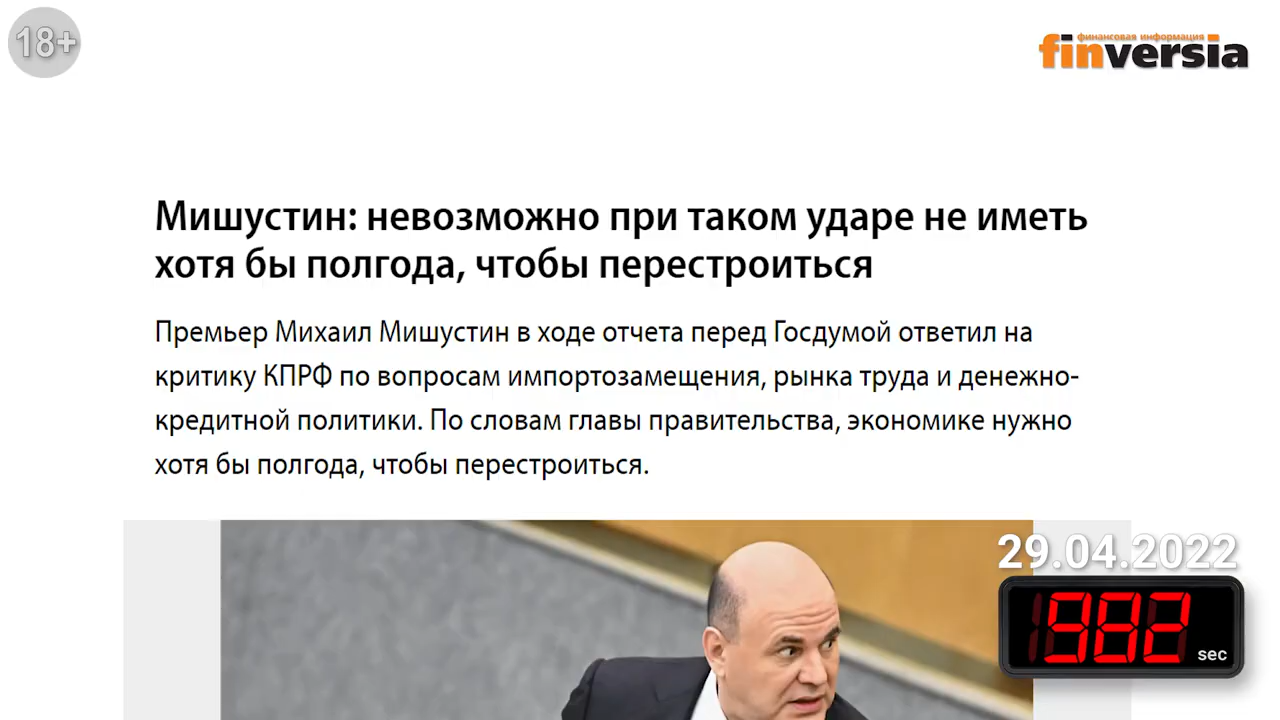 18+
финансовая информация
finversia
Мишустин: невозможно при таком ударе не иметь
хотя бы полгода, чтобы перестроиться
Премьер Михаил Мишустин в ходе отчета перед Госдумой ответил на
критику КПРФ по вопросам импортозамещения, рынка труда и денежно-
кредитной политики. По словам главы правительства, экономике нужно
хотя бы полгода, чтобы перестроиться.
29.04.2022
982 sec